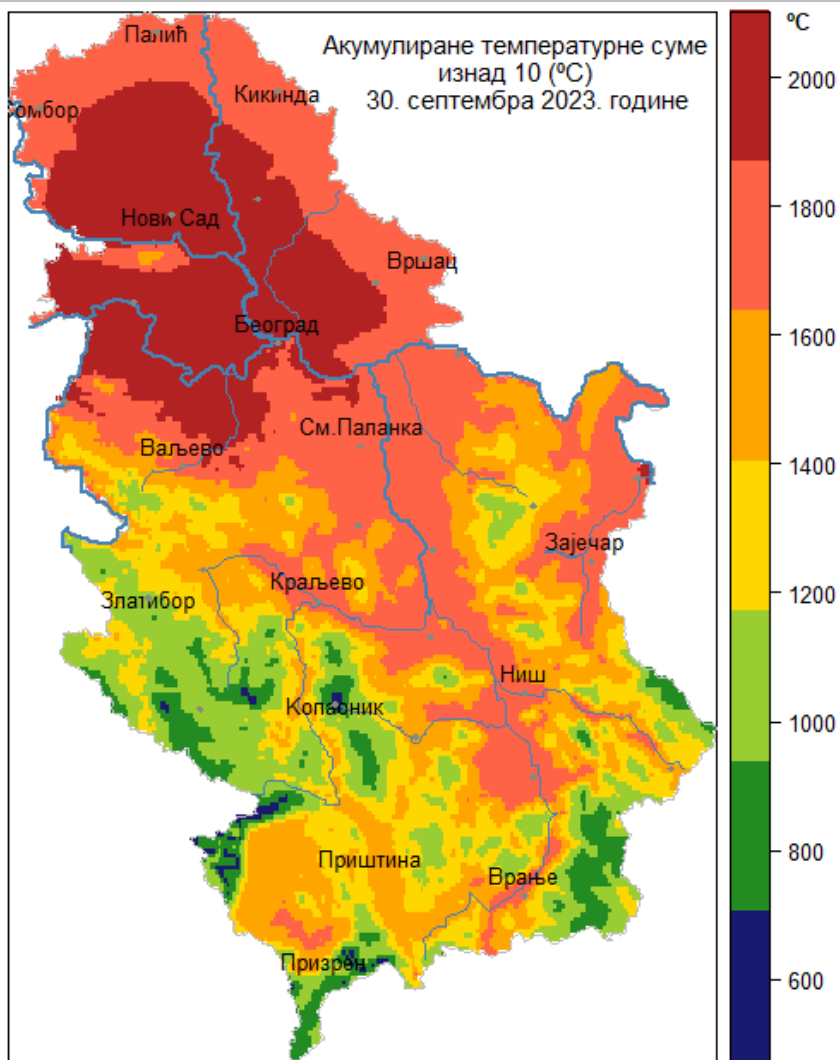 Акумулиране температурне суме
изнад 10 (ºC)
30. септембра 2023. године
ºC
Палић
Кикинда
Сомбор
Нови Сад
Вршац
Београд
См.Паланка
Ваљево
Зајечар
Краљево
Златибор
Ниш
Копаоник
Приштина
Врање
Призрен
2000
1800
1600
1400
1200
1000
800
600